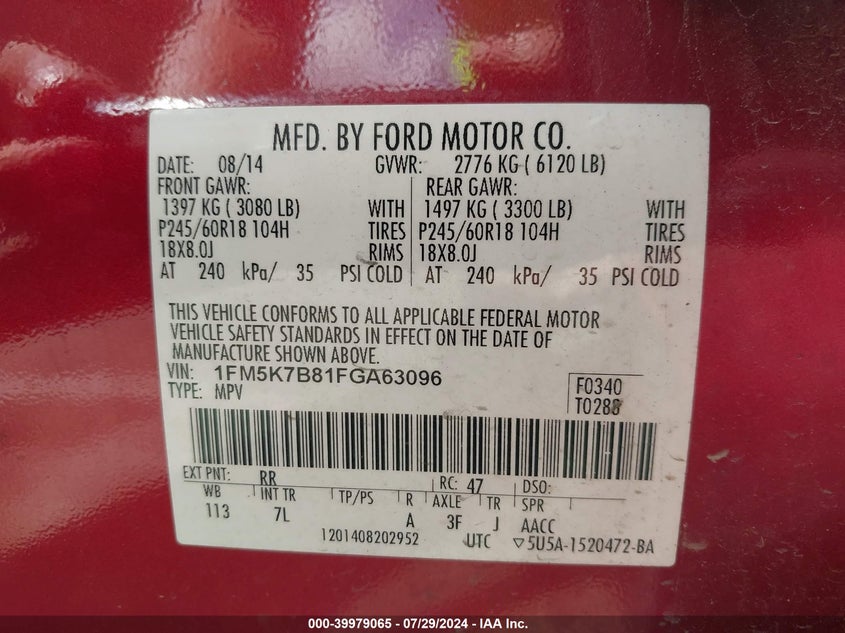 MFD. BY FORD MOTOR CO.
DATE: 08/14 GVWR: 2776 KG ( 6120 LB)
FRONT GAWR: REAR GAWR:
1397 KG ( 3080 LB) WITH 1497 KG ( 3300 LB) WITH
P245/60R18 104H TIRES P245/60R18 104H TIRES
18X8.0J RIMS 18X8.0J RIMS
AT 240 kPa/ 35 PSI COLD AT 240 kPa/ 35 PSI COLD
THIS VEHICLE CONFORMS TO ALL APPLICABLE FEDERAL MOTOR
VEHICLE SAFETY STANDARDS IN EFFECT ON THE DATE OF
MANUFACTURE SHOWN ABOVE.
VIN: 1FM5K7B81FGA63096 F0340
TYPE: MPV T0288
EXT PNT: RR RC: 47 DSO:
WB INT TR TP/PS R AXLE TR SPR
113 7L A 3F J AACC
1201408202952 UTC ▽5U5A-1520472-BA
000-39979065 - 07/29/2024 - IAA Inc.